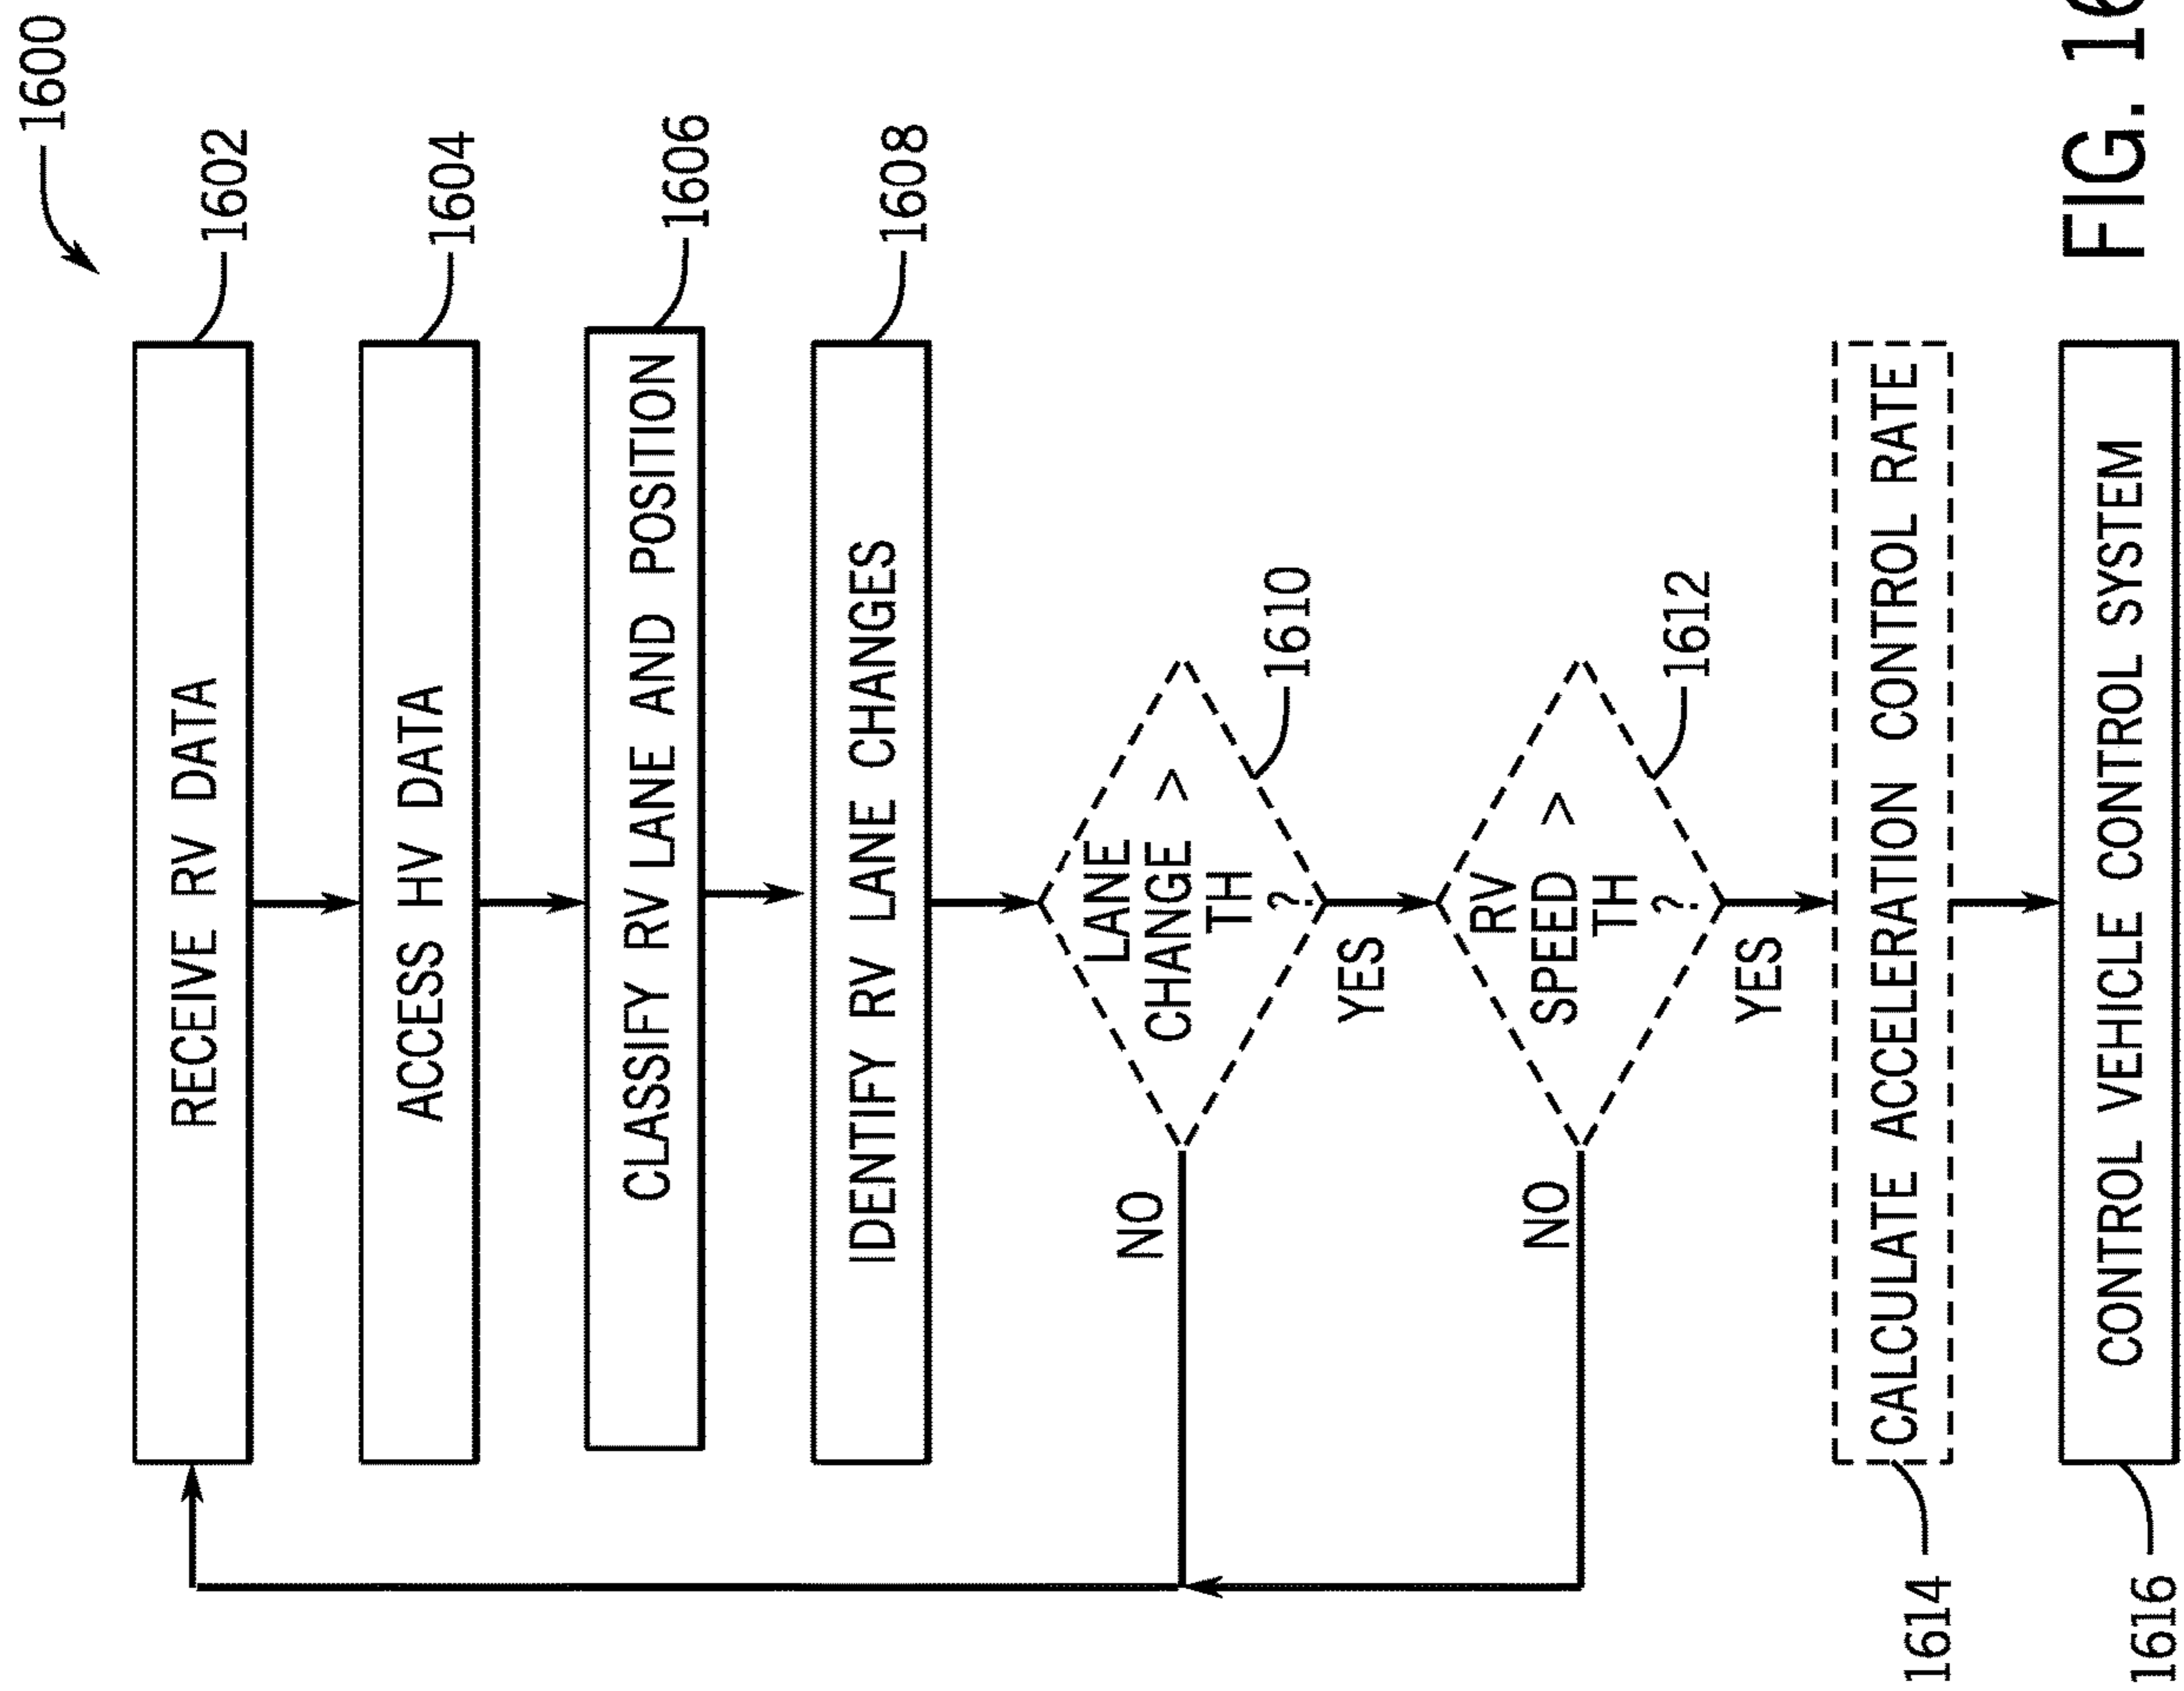 1600
RECEIVE RV DATA
1602
ACCESS HV DATA
1604
CLASSIFY RV LANE AND POSITION
1606
IDENTIFY RV LANE CHANGES
1608
LANE
CHANGE >
TH
?
1610
NO
YES
RV
SPEED >
TH
?
1612
NO
YES
CALCULATE ACCELERATION CONTROL RATE
1614
CONTROL VEHICLE CONTROL SYSTEM
1616
FIG. 16